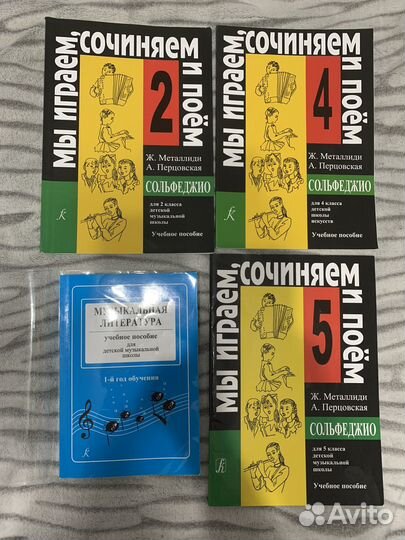 Мы играем,
сочиняем
и поём
2
Ж. Металлиди
А. Перцовская
СОЛЬФЕДЖИО
для 2 класса
детской
музыкальной
школы
Учебное пособие
Мы играем,
сочиняем
и поём
4
Ж. Металлиди
А. Перцовская
СОЛЬФЕДЖИО
для 4 класса
детской
школы
искусств
Учебное пособие
МУЗЫКАЛЬНАЯ
ЛИТЕРАТУРА
учебное пособие
для
детской музыкальной
школы
1-й год обучения
Мы играем,
сочиняем
и поём
5
Ж. Металлиди
А. Перцовская
СОЛЬФЕДЖИО
для 5 класса
детской
музыкальной
школы
Учебное пособие
Avito